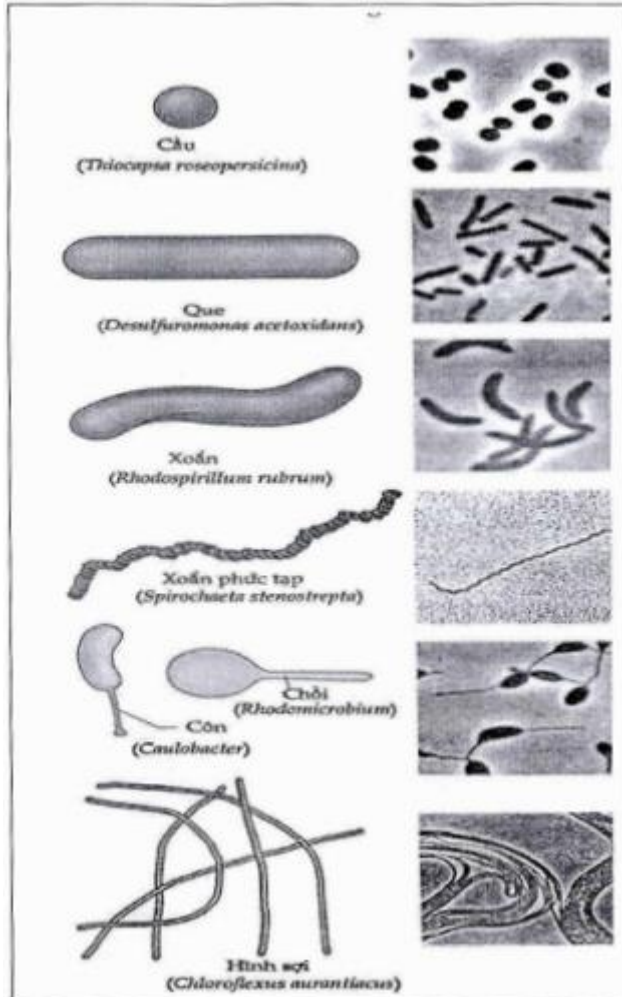 Cầu
(Thiocapsa roseopersicina)
Que
(Desulfuromonas acetoxidans)
Xoắn
(Rhodospirillum rubrum)
Xoắn phức tạp
(Spirochaeta stenostrepta)
Chồi
(Rhodomicrobium)
Côn
(Caulobacter)
Hình sợi
(Chloroflexus aurantiacus)